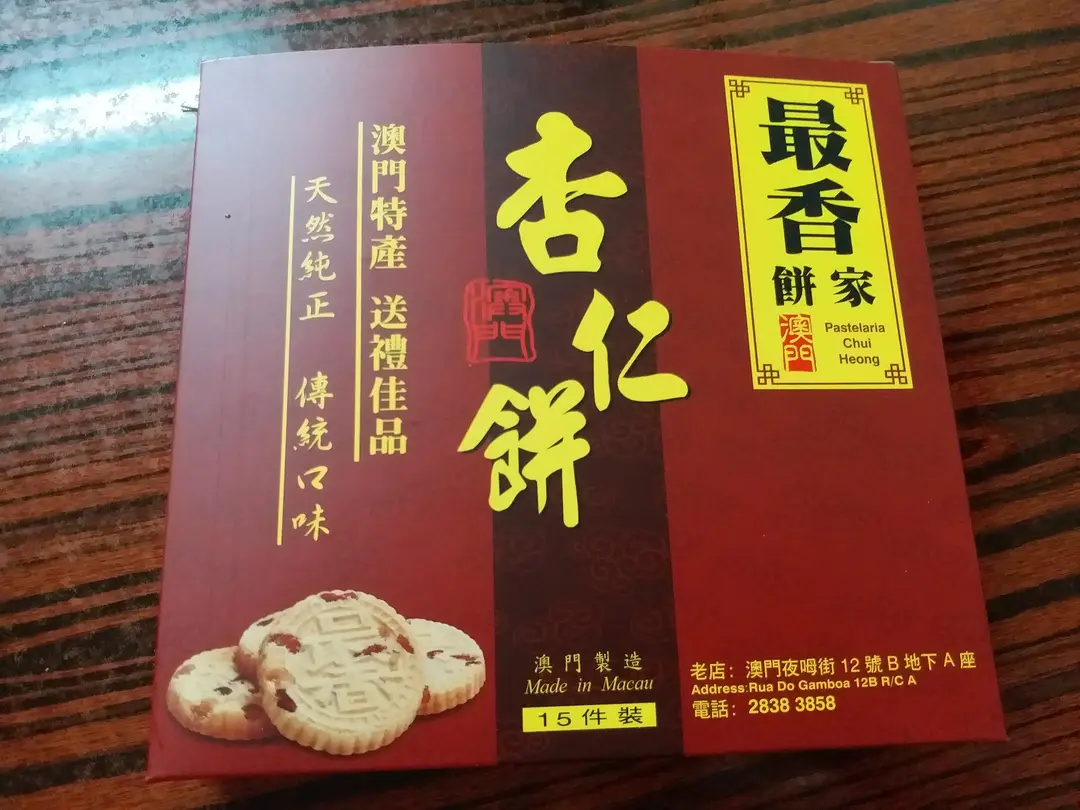 最香
餅家
澳門
Pastelaria
Chui
Heong
杏仁餅
澳門
澳門特產 送禮佳品
天然純正 傳統口味
澳門製造
Made in Macau
15件裝
老店：澳門夜呣街12號B地下A座
Address:Rua Do Gamboa 12B R/C A
電話：2838 3858